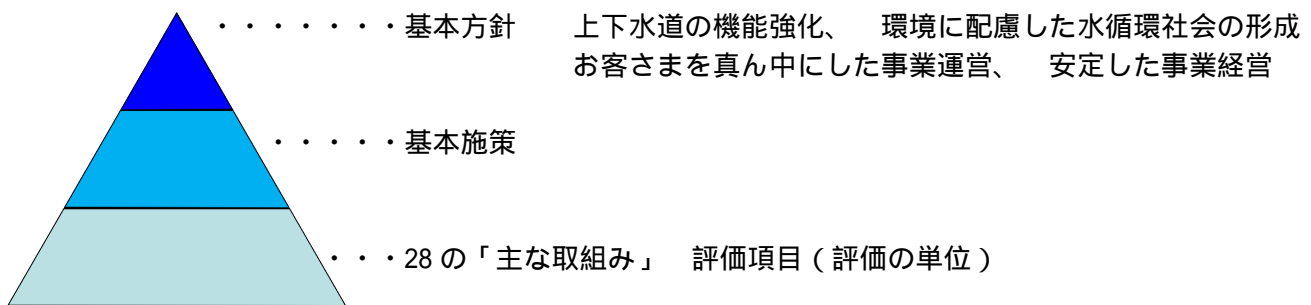 ・・・・・・・基本方針　　上下水道の機能強化、　環境に配慮した水循環社会の形成
お客さまを真ん中にした事業運営、　安定した事業経営
・・・・・基本施策
・・・28の「主な取組み」　評価項目（評価の単位）